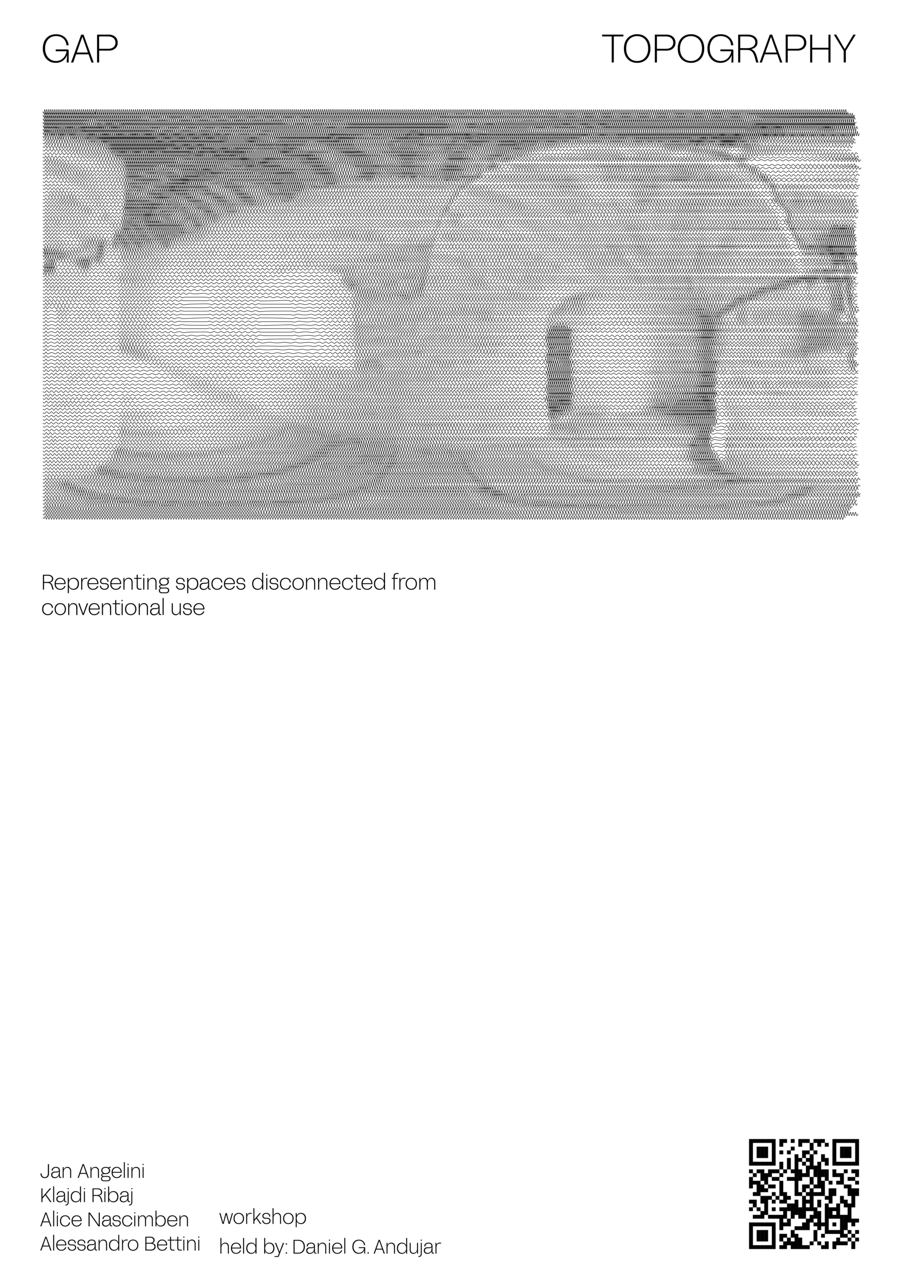 GAP TOPOGRAPHY
Representing spaces disconnected from
conventional use
Jan Angelini
Klajdi Ribaj
Alice Nascimben
Alessandro Bettini
workshop
held by: Daniel G. Andujar